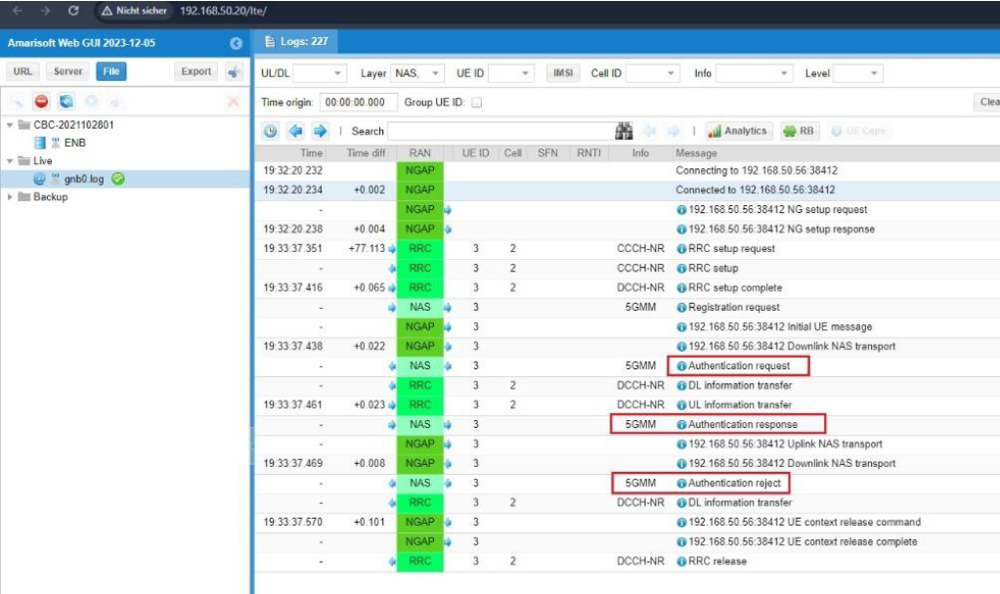 Nicht sicher 192.168.50.20/lte/
Amarisoft Web GUI 2023-12-05
Logs: 227
URL Server File Export
UL/DL Layer NAS, UE ID IMSI Cell ID Info Level
Time origin: 00:00:00.000 Group UE ID: Clea
Search Analytics RB UE Caps
CBC-2021102801
ENB
Live
gnb0.log
Backup
Time Time diff RAN UE ID Cell SFN RNTI Info Message
19:32:20.232 NGAP Connecting to 192.168.50.56:38412
19:32:20.234 +0.002 NGAP Connected to 192.168.50.56:38412
- NGAP 192.168.50.56:38412 NG setup request
19:32:20.238 +0.004 NGAP 192.168.50.56:38412 NG setup response
19:33:37.351 +77.113 RRC 3 2 CCCH-NR RRC setup request
- RRC 3 2 CCCH-NR RRC setup
19:33:37.416 +0.065 RRC 3 2 DCCH-NR RRC setup complete
- NAS 3 5GMM Registration request
- NGAP 3 192.168.50.56:38412 Initial UE message
19:33:37.438 +0.022 NGAP 3 192.168.50.56:38412 Downlink NAS transport
- NAS 3 5GMM Authentication request
- RRC 3 2 DCCH-NR DL information transfer
19:33:37.461 +0.023 RRC 3 2 DCCH-NR UL information transfer
- NAS 3 5GMM Authentication response
- NGAP 3 192.168.50.56:38412 Uplink NAS transport
19:33:37.469 +0.008 NGAP 3 192.168.50.56:38412 Downlink NAS transport
- NAS 3 5GMM Authentication reject
- RRC 3 2 DCCH-NR DL information transfer
19:33:37.570 +0.101 NGAP 3 192.168.50.56:38412 UE context release command
- NGAP 3 192.168.50.56:38412 UE context release complete
- RRC 3 2 DCCH-NR RRC release